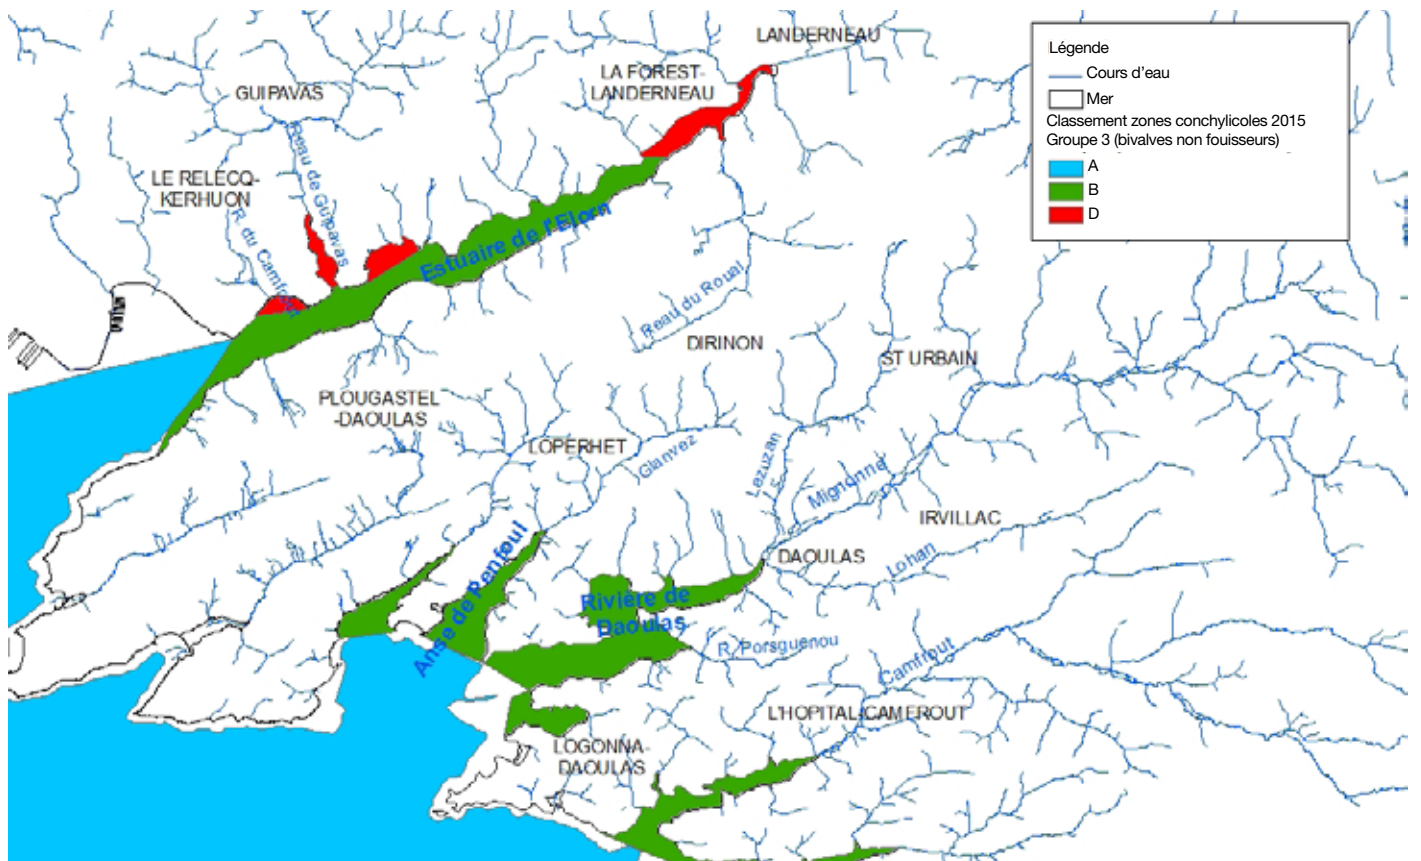 LANDERNEAU
LA FOREST-
LANDERNEAU
GUIPAVAS
Reau de Guipavas
LE RELECQ-
KERHUON
R. du Camfrout
Estuaire de l'Elorn
Reau du Roual
DIRINON
ST URBAIN
PLOUGASTEL
-DAOULAS
LOPERHET
Glanvez
Lezuzan
Mignonne
IRVILLAC
DAOULAS
Lohan
Anse de Penfoul
Rivière de
Daoulas
R. Porsguenou
Camfrout
L'HOPITAL-CAMFROUT
LOGONNA-
DAOULAS
Légende
Cours d'eau
Mer
Classement zones conchylicoles 2015
Groupe 3 (bivalves non fouisseurs)
A
B
D